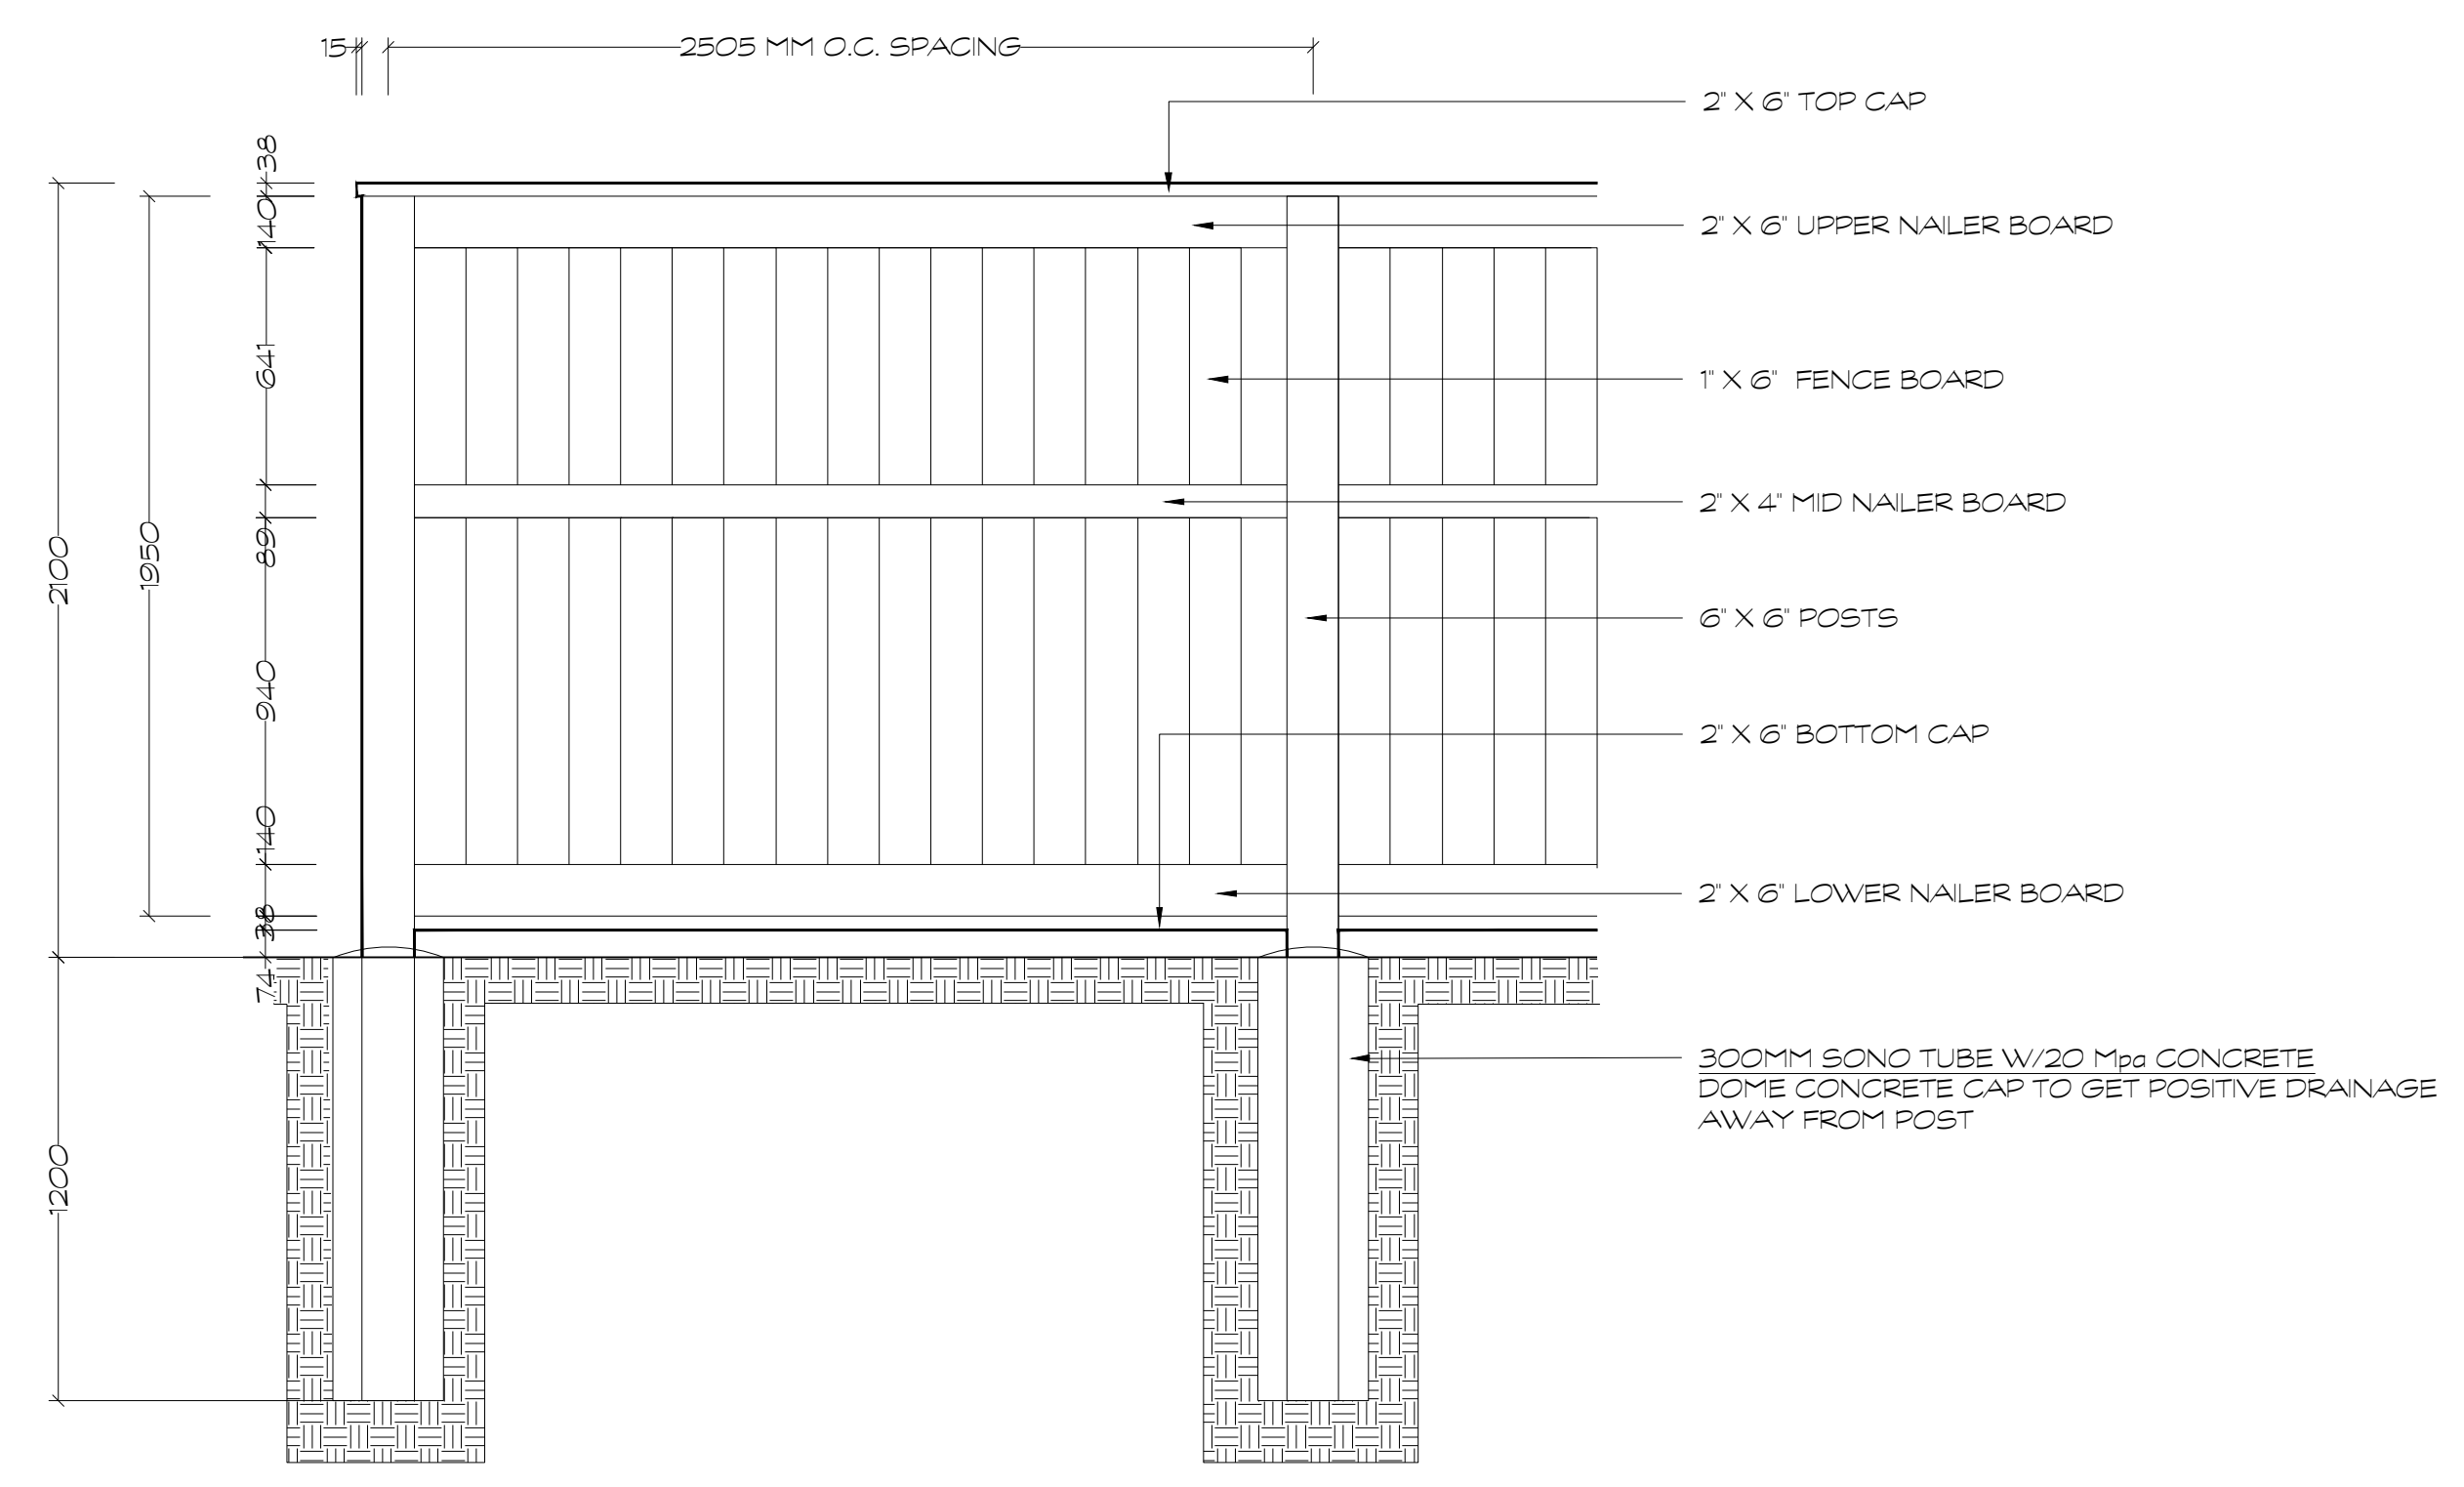 15
2505 MM O.C. SPACING
2" X 6" TOP CAP
38
140
2" X 6" UPPER NAILER BOARD
641
1" X 6" FENCE BOARD
2" X 4" MID NAILER BOARD
89
2100
1950
6" X 6" POSTS
940
2" X 6" BOTTOM CAP
140
2" X 6" LOWER NAILER BOARD
38
74
300MM SONO TUBE W/20 Mpa CONCRETE
DOME CONCRETE CAP TO GET POSITIVE DRAINAGE
AWAY FROM POST
1200